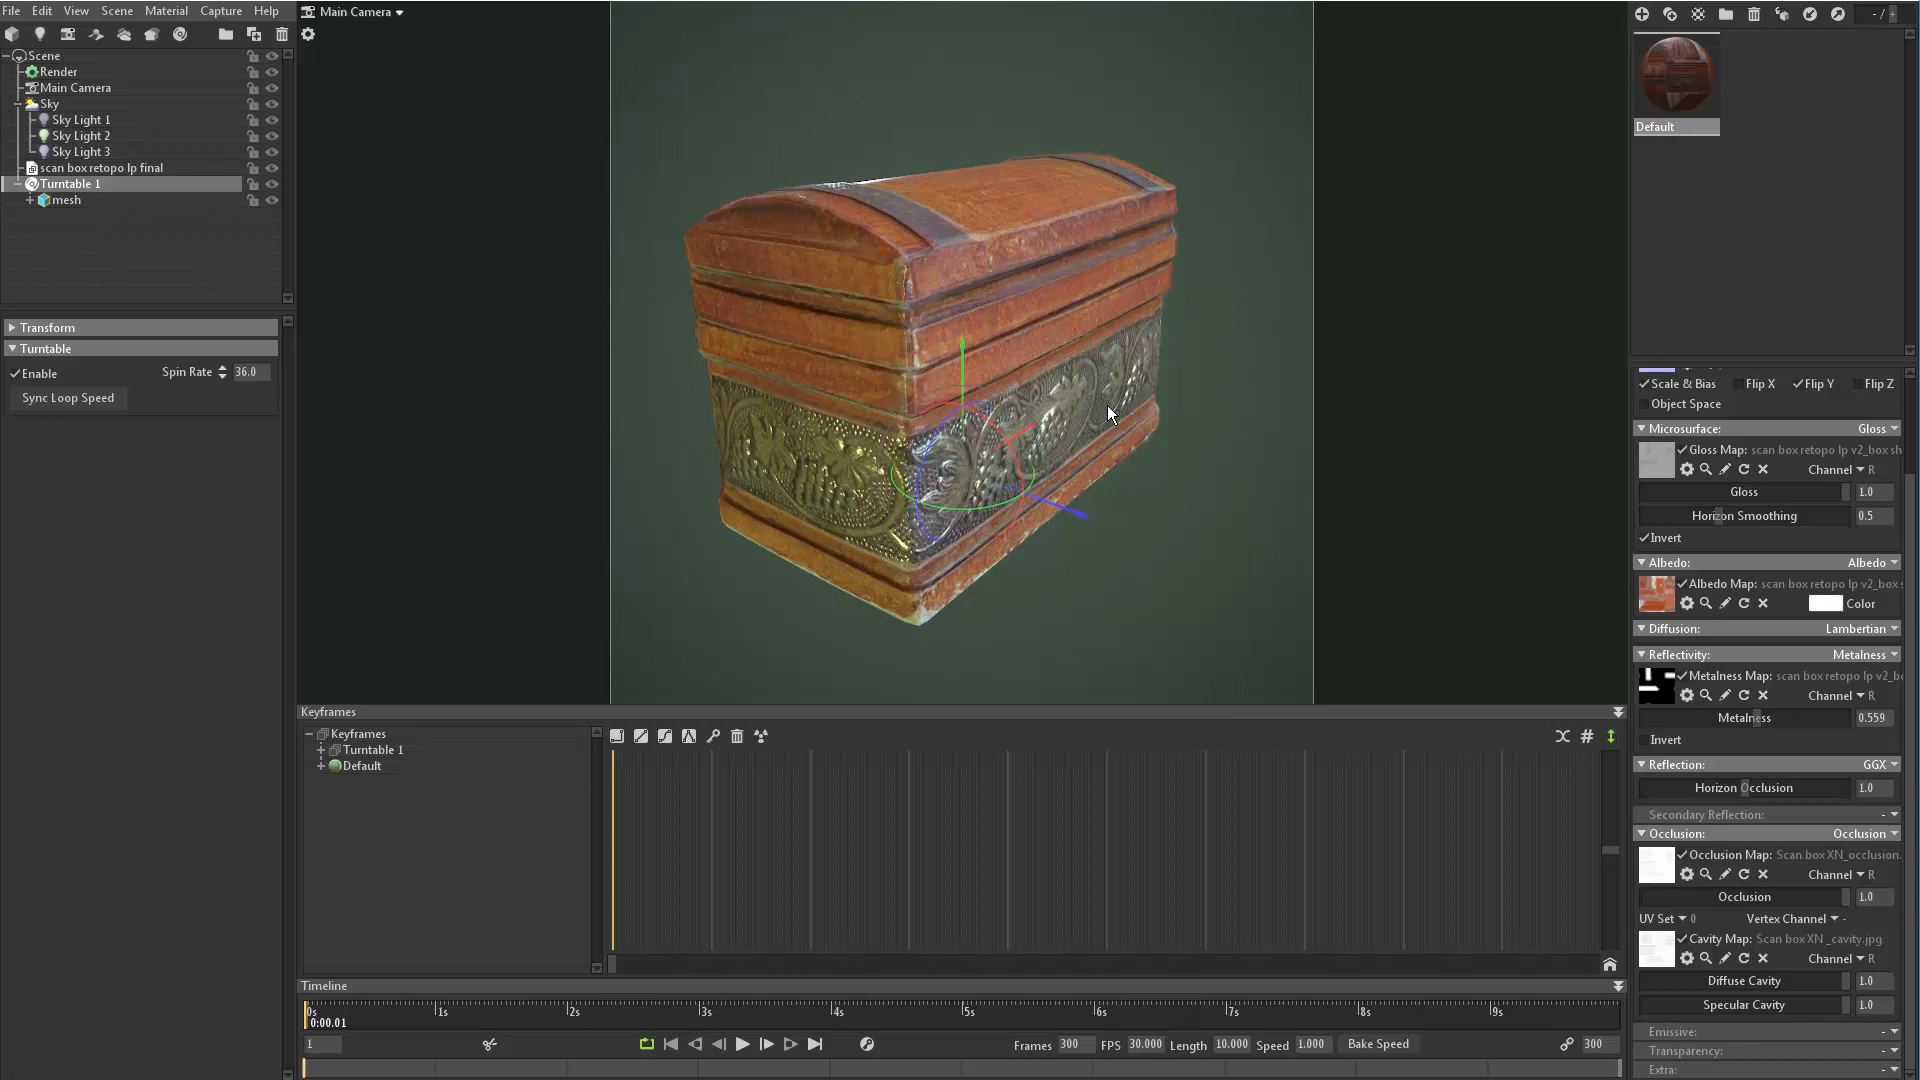 File Edit View Scene Material Capture Help
Main Camera
- / +
Scene
Render
Main Camera
Sky
Sky Light 1
Sky Light 2
Sky Light 3
scan box retopo lp final
Turntable 1
mesh
Default
Transform
Turntable
Enable Spin Rate 36.0
Sync Loop Speed
Scale & Bias Flip X Flip Y Flip Z
Object Space
Microsurface: Gloss
Gloss Map: scan box retopo lp v2_box sh
Channel R
Gloss 1.0
Horizon Smoothing 0.5
Invert
Albedo: Albedo
Albedo Map: scan box retopo lp v2_box s
Color
Diffusion: Lambertian
Reflectivity: Metalness
Metalness Map: scan box retopo lp v2_bo
Channel R
Metalness 0.559
Invert
Reflection: GGX
Horizon Occlusion 1.0
Secondary Reflection: -
Occlusion: Occlusion
Occlusion Map: Scan box XN_occlusion.
Channel R
Occlusion 1.0
UV Set 0 Vertex Channel -
Cavity Map: Scan box XN _cavity.jpg
Channel R
Diffuse Cavity 1.0
Specular Cavity 1.0
Emissive: -
Transparency: -
Extra: -
Keyframes
Keyframes
Turntable 1
Default
Timeline
0s 1s 2s 3s 4s 5s 6s 7s 8s 9s
0:00.01
1 Frames 300 FPS 30.000 Length 10.000 Speed 1.000 Bake Speed 300